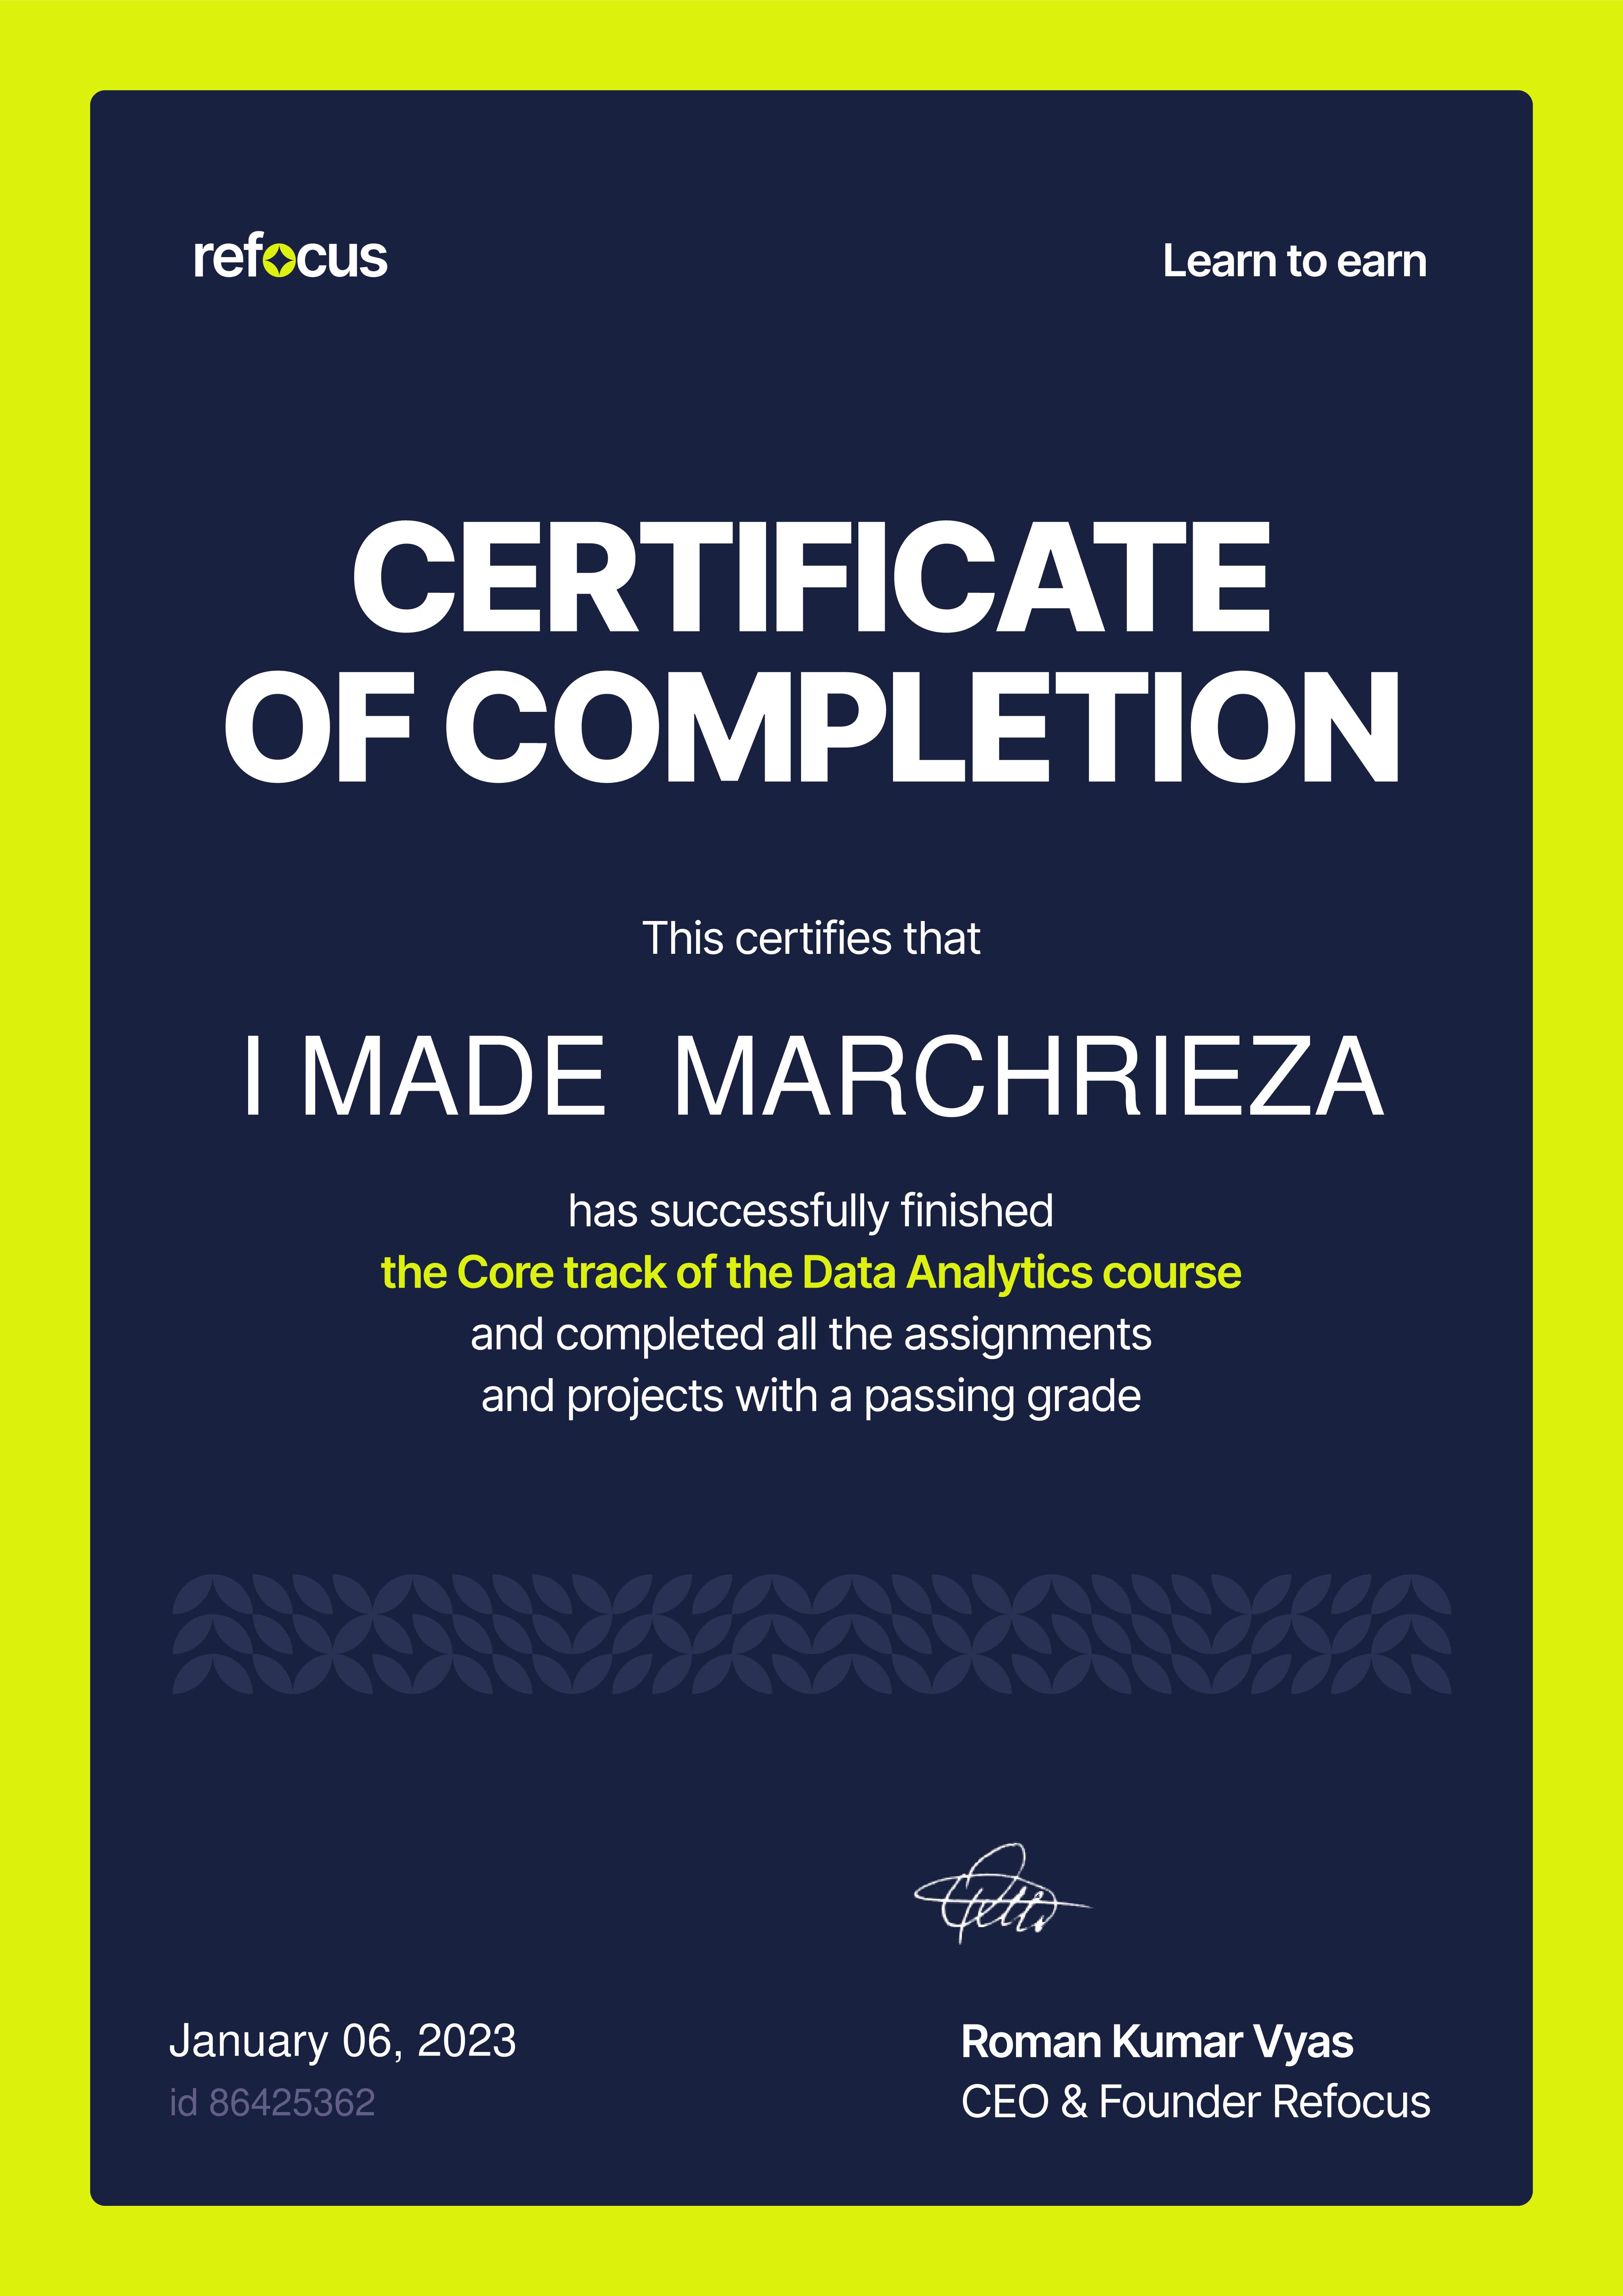 refocus
Learn to earn
CERTIFICATE
OF COMPLETION
This certifies that
I MADE  MARCHRIEZA
has successfully finished
the Core track of the Data Analytics course
and completed all the assignments
and projects with a passing grade
January 06, 2023
id 86425362
Roman Kumar Vyas
CEO & Founder Refocus